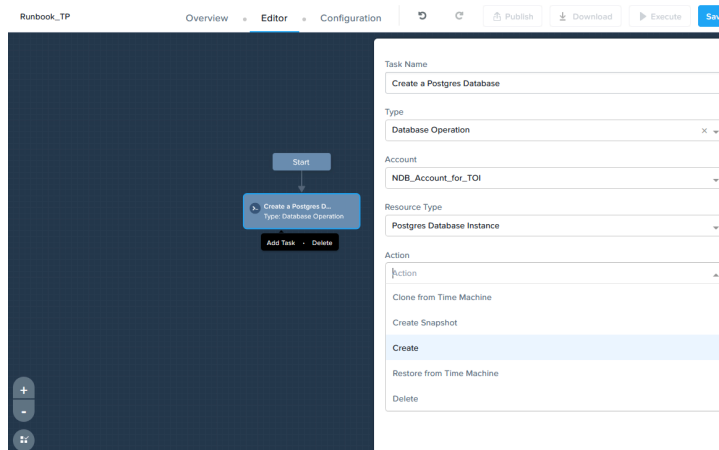 Runbook_TP
Overview
Editor
Configuration
Publish
Download
Execute
Sav
Start
Create a Postgres D...
Type: Database Operation
Add Task
Delete
+
-
Task Name
Create a Postgres Database
Type
Database Operation
Account
NDB_Account_for_TOI
Resource Type
Postgres Database Instance
Action
Action
Clone from Time Machine
Create Snapshot
Create
Restore from Time Machine
Delete